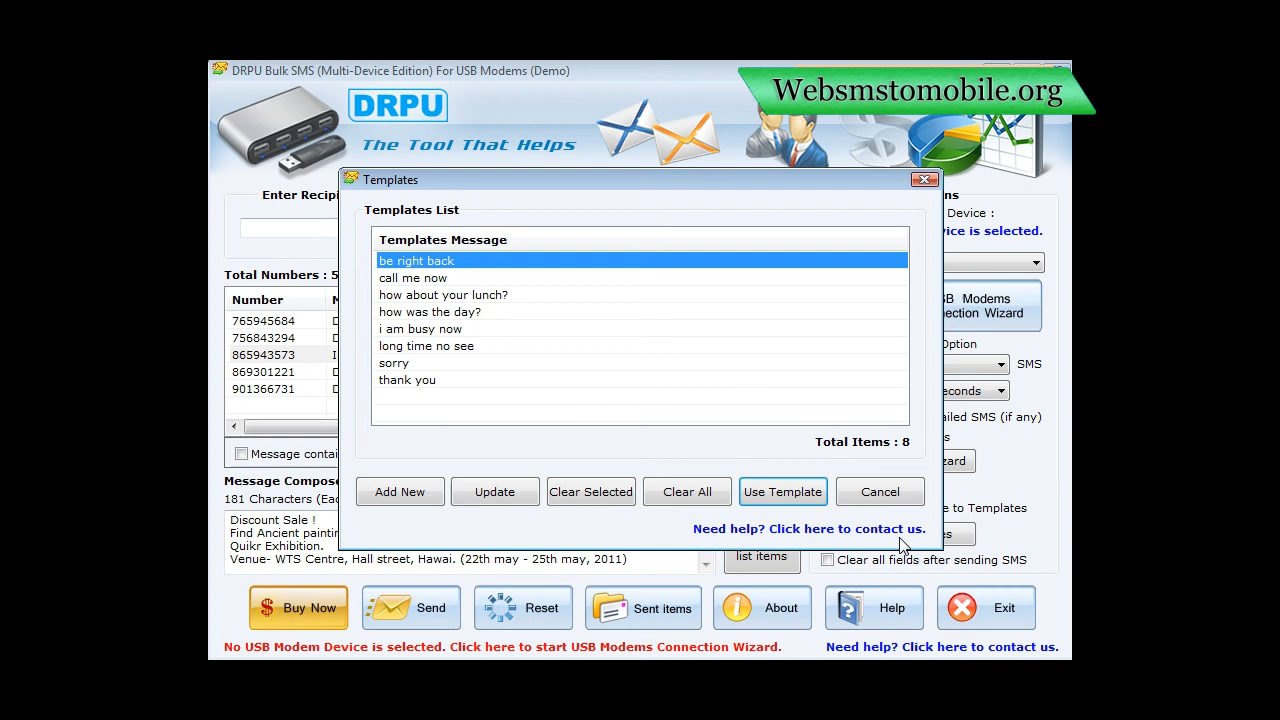 DRPU Bulk SMS (Multi-Device Edition) For USB Modems (Demo)
Websmstomobile.org
DRPU
The Tool That Helps
Templates
Enter Recipi
ns
Templates List
Device :
ice is selected.
Templates Message
be right back
call me now
how about your lunch?
how was the day?
i am busy now
long time no see
sorry
thank you
Total Items : 8
Total Numbers : 5
Number
765945684
756843294
865943573
869301221
901366731
Message contai
SB Modems
nection Wizard
Option
SMS
econds
ailed SMS (if any)
s
zard
e to Templates
es
Add New
Update
Clear Selected
Clear All
Use Template
Cancel
Need help? Click here to contact us.
Message Compose
181 Characters (Eac
Discount Sale !
Find Ancient paintin
Quikr Exhibition.
Venue- WTS Centre, Hall street, Hawai. (22th may - 25th may, 2011)
list items
Clear all fields after sending SMS
$ Buy Now
Send
Reset
Sent items
About
Help
Exit
No USB Modem Device is selected. Click here to start USB Modems Connection Wizard.
Need help? Click here to contact us.